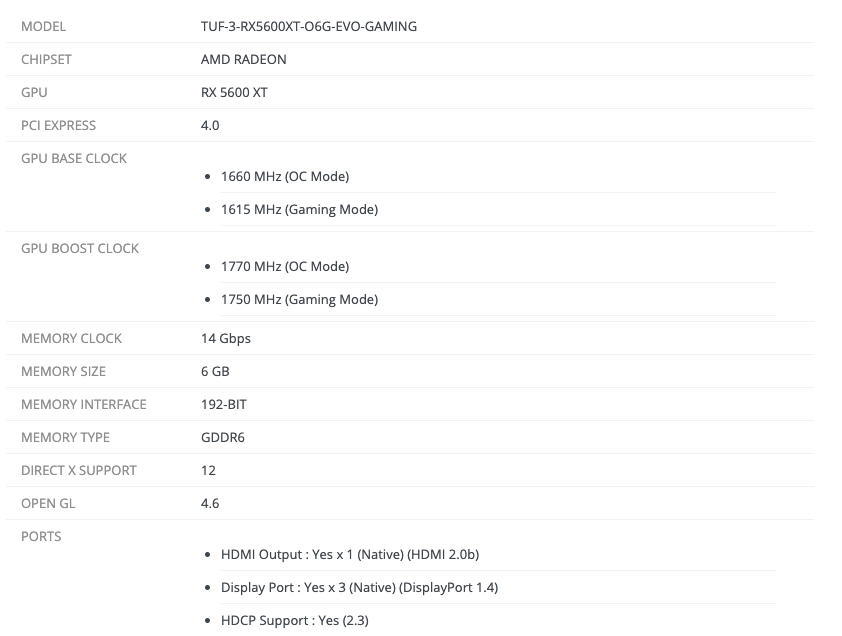 MODEL TUF-3-RX5600XT-O6G-EVO-GAMING
CHIPSET AMD RADEON
GPU RX 5600 XT
PCI EXPRESS 4.0
GPU BASE CLOCK
• 1660 MHz (OC Mode)
• 1615 MHz (Gaming Mode)
GPU BOOST CLOCK
• 1770 MHz (OC Mode)
• 1750 MHz (Gaming Mode)
MEMORY CLOCK 14 Gbps
MEMORY SIZE 6 GB
MEMORY INTERFACE 192-BIT
MEMORY TYPE GDDR6
DIRECT X SUPPORT 12
OPEN GL 4.6
PORTS
• HDMI Output : Yes x 1 (Native) (HDMI 2.0b)
• Display Port : Yes x 3 (Native) (DisplayPort 1.4)
• HDCP Support : Yes (2.3)